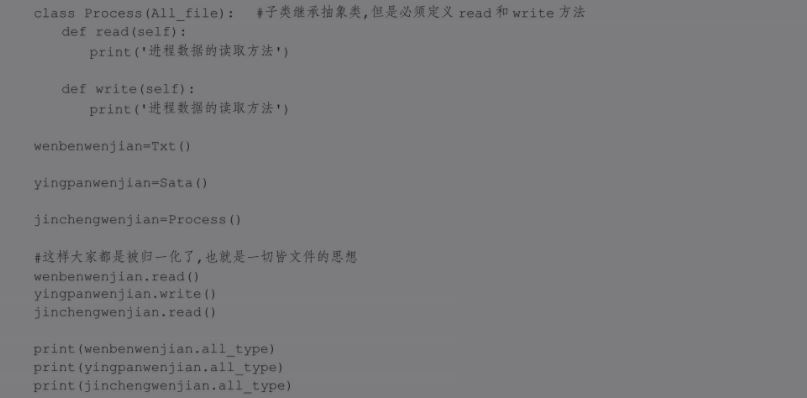 class Process(All_file):   #子类继承抽象类,但是必须定义 read 和 write 方法
    def read(self):
        print('进程数据的读取方法')

    def write(self):
        print('进程数据的读取方法')

wenbenwenjian=Txt()

yingpanwenjian=Sata()

jinchengwenjian=Process()

#这样大家都是被归一化了,也就是一切皆文件的思想
wenbenwenjian.read()
yingpanwenjian.write()
jinchengwenjian.read()

print(wenbenwenjian.all_type)
print(yingpanwenjian.all_type)
print(jinchengwenjian.all_type)